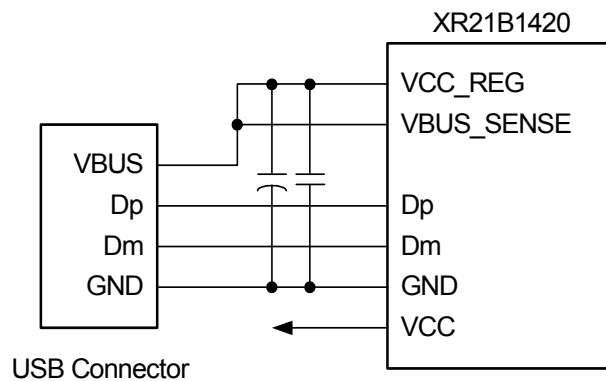 XR21B1420
VCC_REG
VBUS_SENSE
VBUS
Dp
Dp
Dm
Dm
GND
GND
VCC
USB Connector